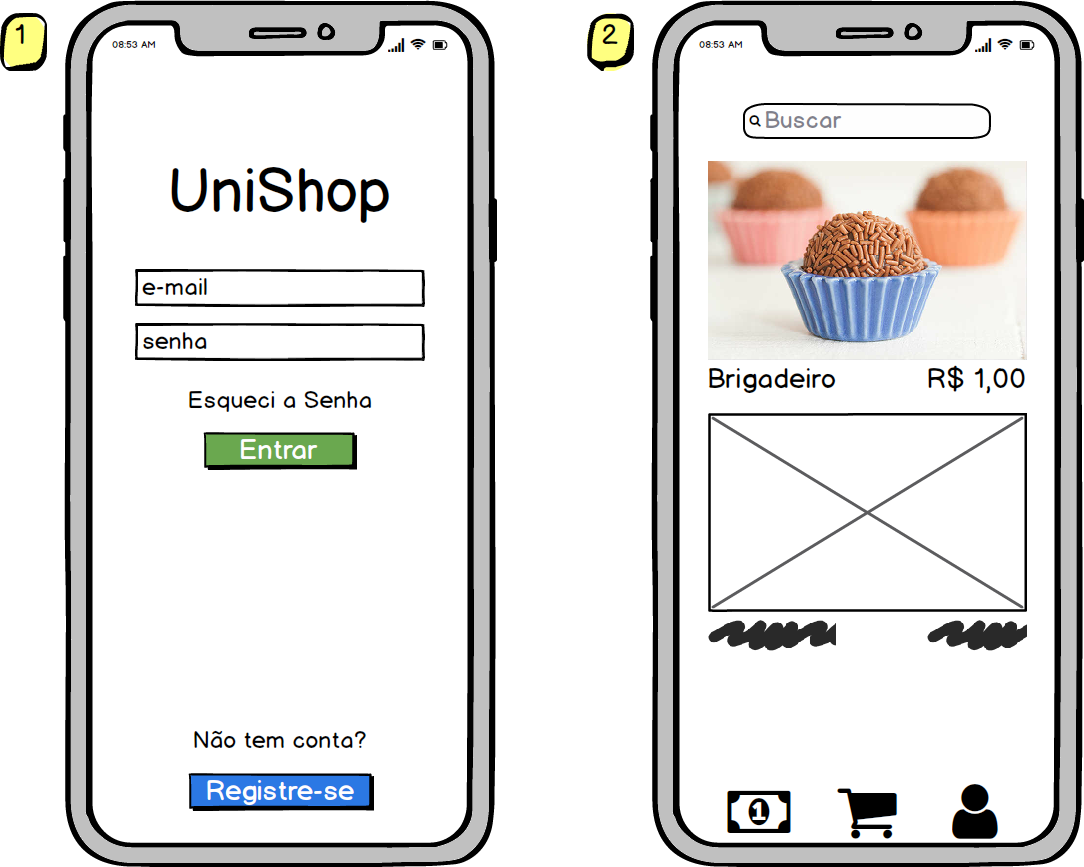 1
08:53 AM
UniShop
e-mail
senha
Esqueci a Senha
Entrar
Não tem conta?
Registre-se
2
08:53 AM
Buscar
Brigadeiro
R$ 1,00
1